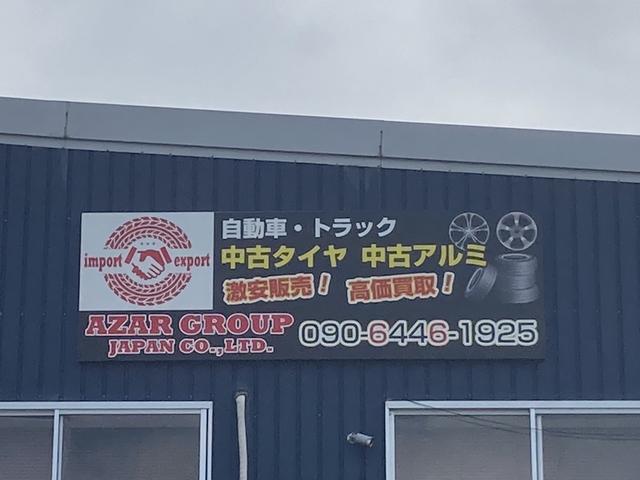 import export
自動車・トラック
中古タイヤ 中古アルミ
激安販売！ 高価買取！
AZAR GROUP
JAPAN CO.,LTD.
090-6446-1925